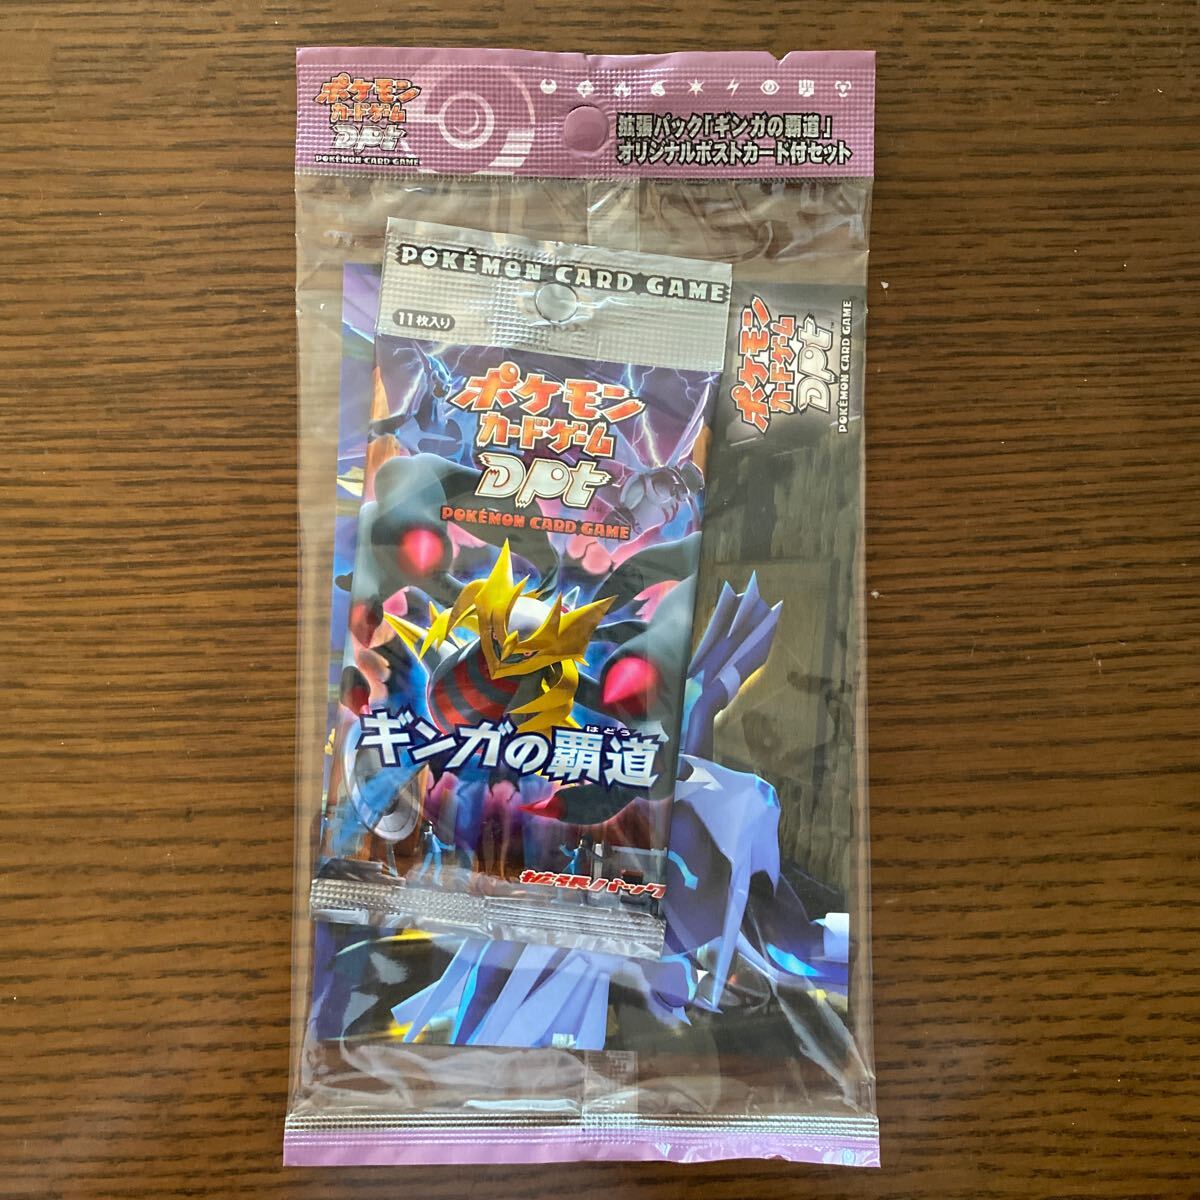 ポケモン
カードゲーム
DPt
POKÉMON CARD GAME
拡張パック「ギンガの覇道」
オリジナルポストカード付セット
POKÉMON CARD GAME
11枚入り
ポケモン
カードゲーム
DPt
POKÉMON CARD GAME
はどう
ギンガの覇道
拡張パック
ポケモン
カードゲーム
DPt
POKÉMON CARD GAME